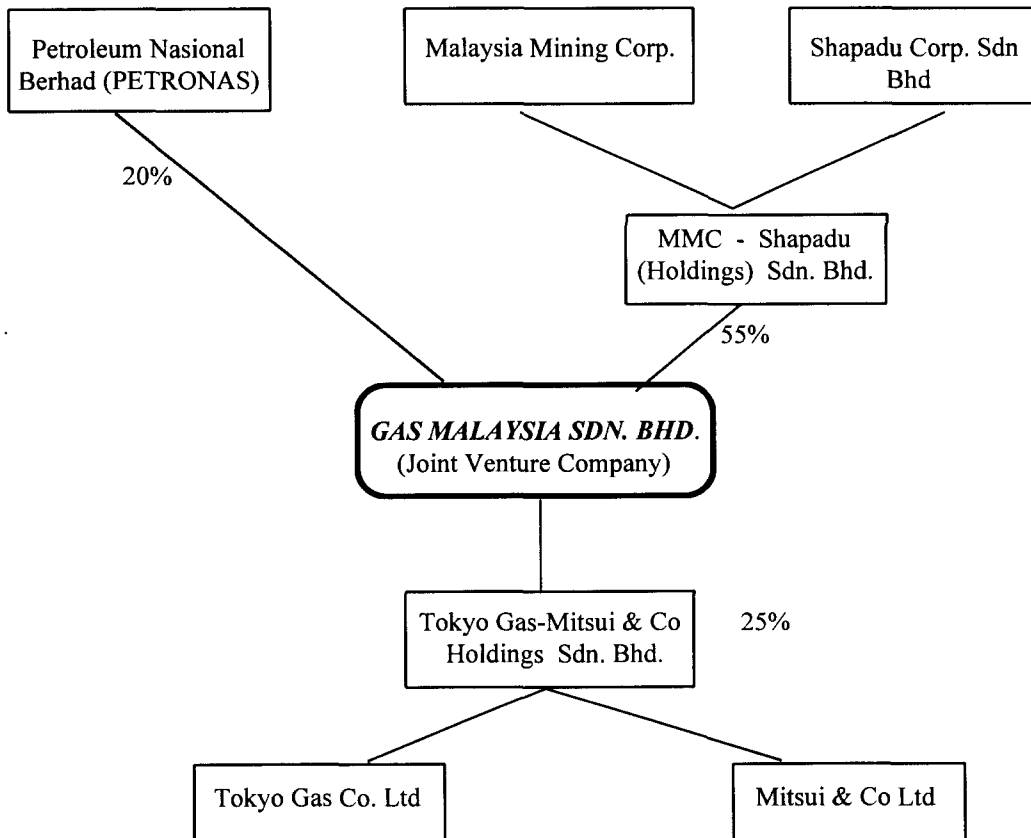 Petroleum Nasional
Berhad (PETRONAS)
Malaysia Mining Corp.
Shapadu Corp. Sdn
Bhd
20%
MMC - Shapadu
(Holdings) Sdn. Bhd.
55%
GAS MALAYSIA SDN. BHD.
(Joint Venture Company)
Tokyo Gas-Mitsui & Co
Holdings Sdn. Bhd.
25%
Tokyo Gas Co. Ltd
Mitsui & Co Ltd